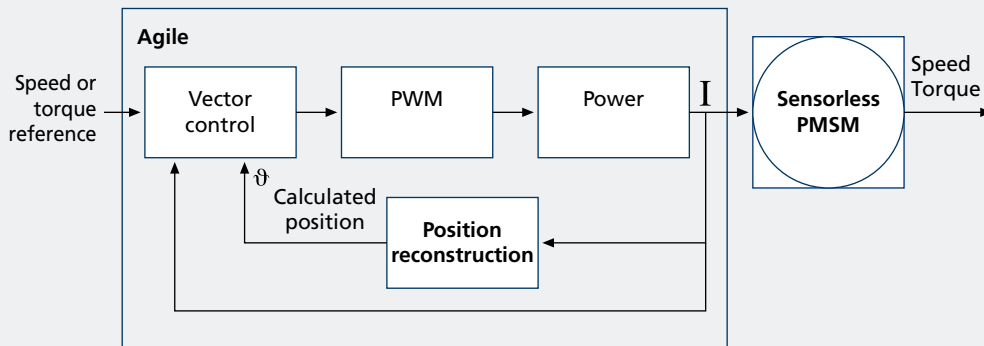 Agile
Speed or
torque
reference
Vector
control
PWM
Power
I
Sensorless
PMSM
Speed
Torque
ϑ
Calculated
position
Position
reconstruction